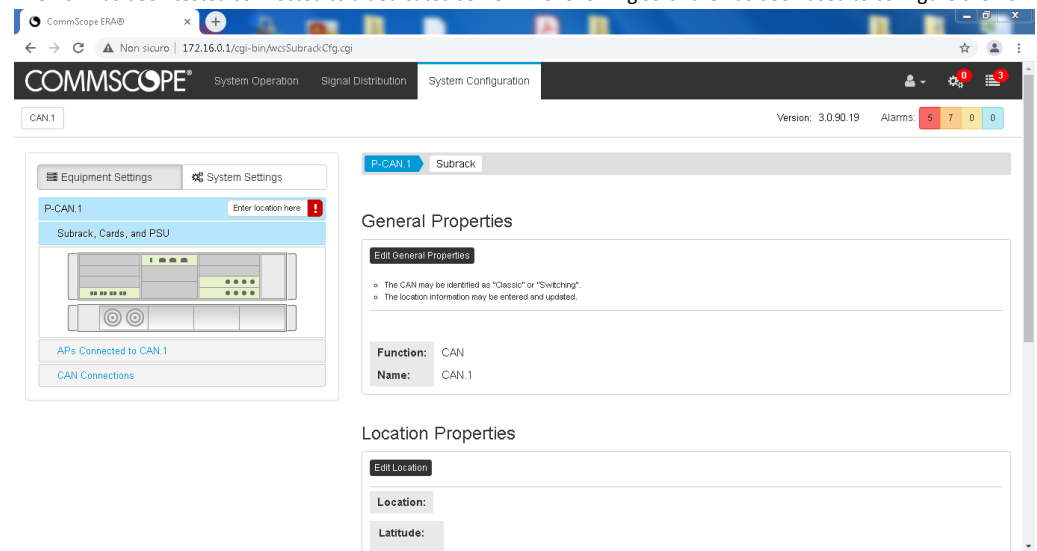 CommScope ERA®
Non sicuro | 172.16.0.1/cgi-bin/wcsSubrackCfg.cgi
COMMSCOPE® System Operation Signal Distribution System Configuration 0 3
CAN.1 Version: 3.0.90.19 Alarms: 5 7 0 0
P-CAN.1 Subrack
Equipment Settings System Settings
P-CAN.1 Enter location here !
Subrack, Cards, and PSU
APs Connected to CAN.1
CAN Connections
General Properties
Edit General Properties
The CAN may be identified as "Classic" or "Switching".
The location information may be entered and updated.
Function: CAN
Name: CAN.1
Location Properties
Edit Location
Location:
Latitude: